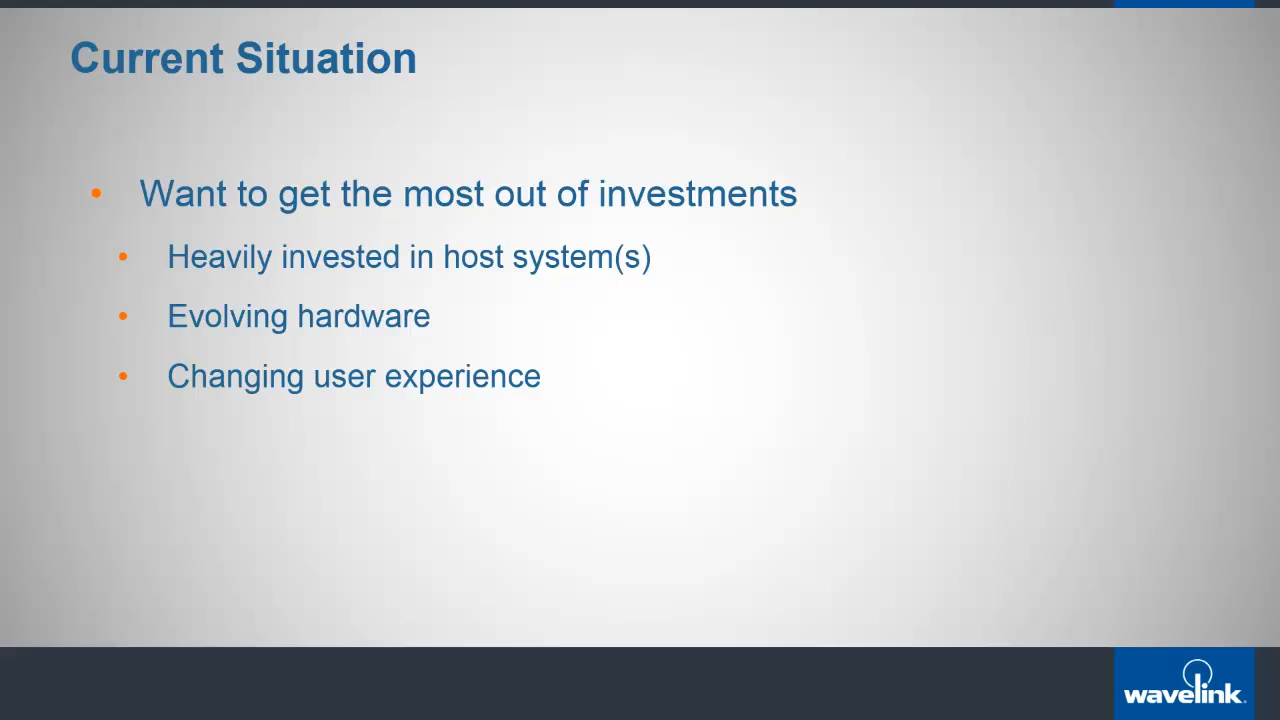 Current Situation
• Want to get the most out of investments
• Heavily invested in host system(s)
• Evolving hardware
• Changing user experience
wavelink.